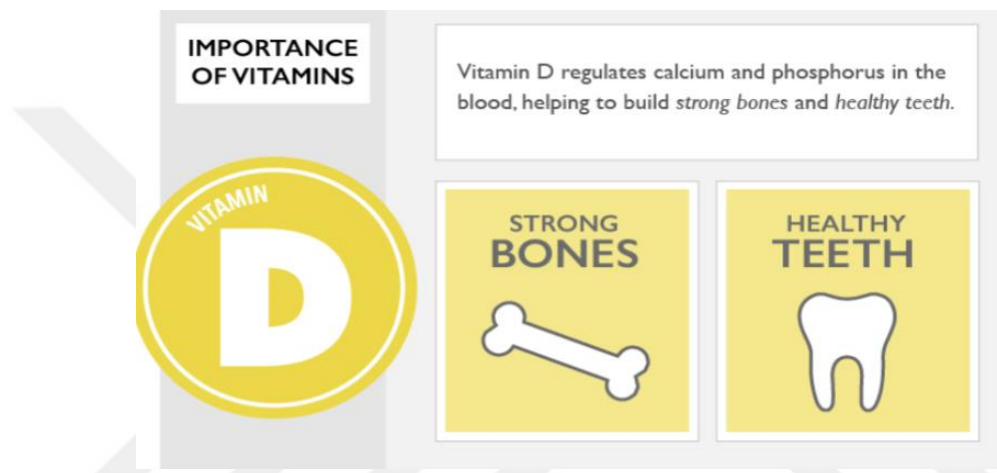 IMPORTANCE
OF VITAMINS
Vitamin D regulates calcium and phosphorus in the
blood, helping to build strong bones and healthy teeth.
VITAMIN
D
STRONG
BONES
HEALTHY
TEETH